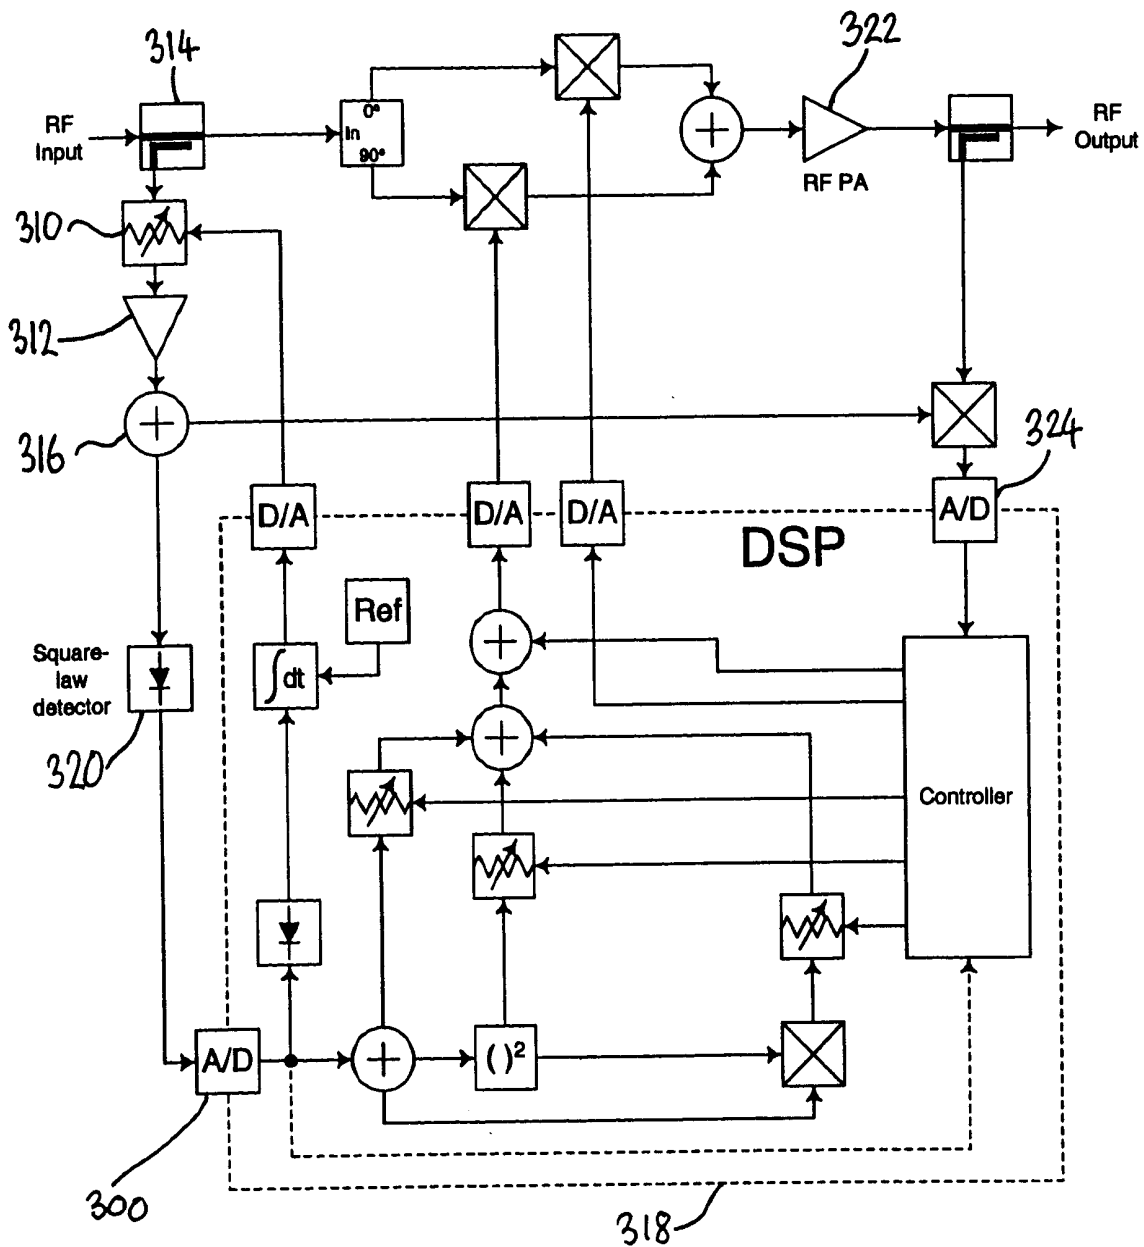 314
322
RF
Input
In
0°
90°
RF PA
RF
Output
310
312
316
324
D/A
D/A
D/A
A/D
DSP
Ref
∫dt
Square-
law
detector
320
Controller
A/D
( )²
300
318